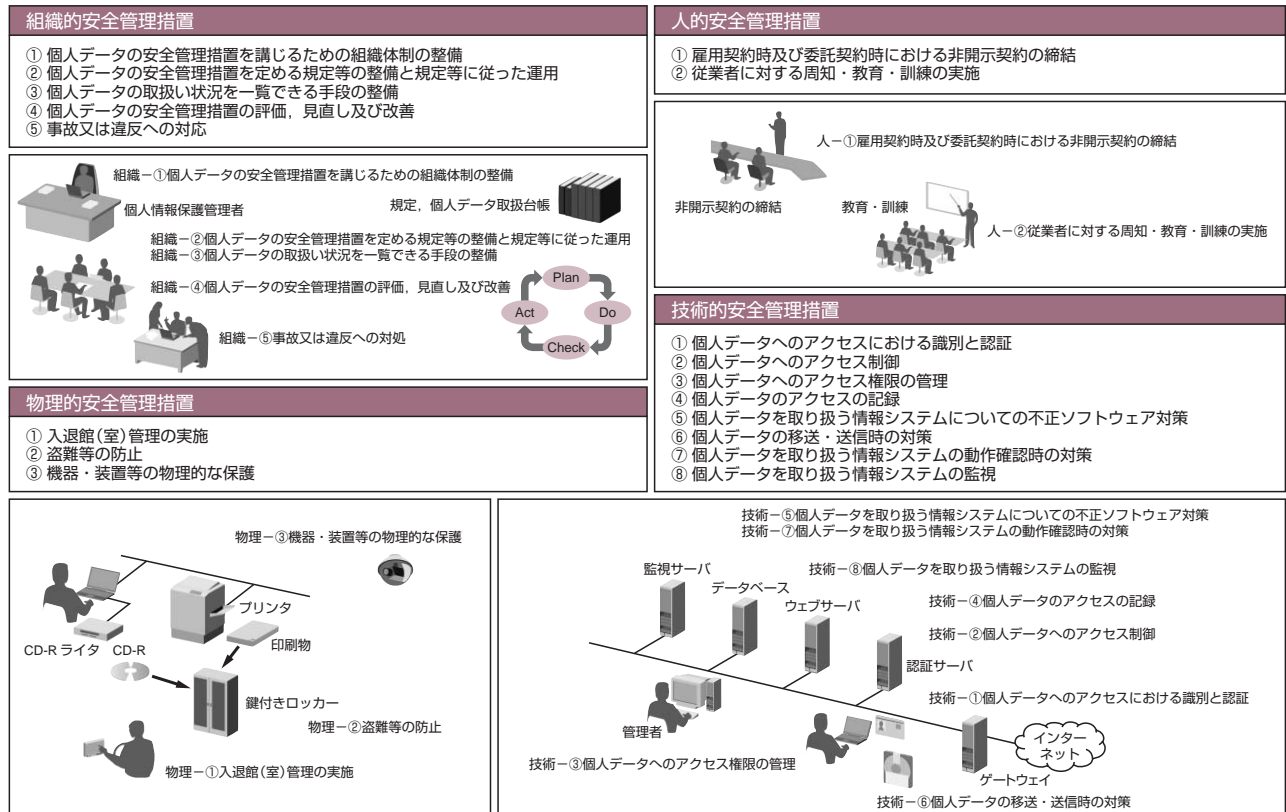 組織的安全管理措置
① 個人データの安全管理措置を講じるための組織体制の整備
② 個人データの安全管理措置を定める規定等の整備と規定等に従った運用
③ 個人データの取扱い状況を一覧できる手段の整備
④ 個人データの安全管理措置の評価，見直し及び改善
⑤ 事故又は違反への対応
組織－①個人データの安全管理措置を講じるための組織体制の整備
個人情報保護管理者
規定，個人データ取扱台帳
組織－②個人データの安全管理措置を定める規定等の整備と規定等に従った運用
組織－③個人データの取扱い状況を一覧できる手段の整備
組織－④個人データの安全管理措置の評価，見直し及び改善
Plan
Act
Do
Check
組織－⑤事故又は違反への対処
人的安全管理措置
① 雇用契約時及び委託契約時における非開示契約の締結
② 従業者に対する周知・教育・訓練の実施
人－①雇用契約時及び委託契約時における非開示契約の締結
非開示契約の締結
教育・訓練
人－②従業者に対する周知・教育・訓練の実施
物理的安全管理措置
① 入退館（室）管理の実施
② 盗難等の防止
③ 機器・装置等の物理的な保護
技術的安全管理措置
① 個人データへのアクセスにおける識別と認証
② 個人データへのアクセス制御
③ 個人データへのアクセス権限の管理
④ 個人データのアクセスの記録
⑤ 個人データを取り扱う情報システムについての不正ソフトウェア対策
⑥ 個人データの移送・送信時の対策
⑦ 個人データを取り扱う情報システムの動作確認時の対策
⑧ 個人データを取り扱う情報システムの監視
物理－③機器・装置等の物理的な保護
プリンタ
印刷物
CD-R ライタ
CD-R
鍵付きロッカー
物理－②盗難等の防止
物理－①入退館（室）管理の実施
技術－⑤個人データを取り扱う情報システムについての不正ソフトウェア対策
技術－⑦個人データを取り扱う情報システムの動作確認時の対策
監視サーバ
技術－⑧個人データを取り扱う情報システムの監視
データベース
ウェブサーバ
技術－④個人データのアクセスの記録
技術－②個人データへのアクセス制御
認証サーバ
技術－①個人データへのアクセスにおける識別と認証
管理者
インター
ネット
技術－③個人データへのアクセス権限の管理
ゲートウェイ
技術－⑥個人データの移送・送信時の対策